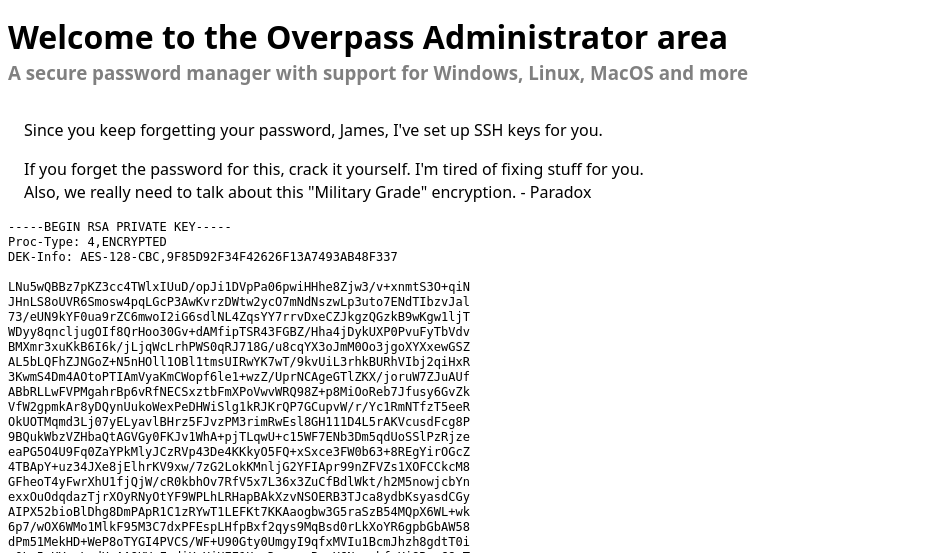 Welcome to the Overpass Administrator area
A secure password manager with support for Windows, Linux, MacOS and more
Since you keep forgetting your password, James, I've set up SSH keys for you.
If you forget the password for this, crack it yourself. I'm tired of fixing stuff for you.
Also, we really need to talk about this "Military Grade" encryption. - Paradox
-----BEGIN RSA PRIVATE KEY-----
Proc-Type: 4,ENCRYPTED
DEK-Info: AES-128-CBC,9F85D92F34F42626F13A7493AB48F337
LNu5wQBBz7pKZ3cc4TWlxIUuD/opJi1DVpPa06pwiHHhe8Zjw3/v+xnmtS3O+qiN
JHnLS8oUVR6Smosw4pqLGcP3AwKvrzDWtw2ycO7mNdNszwLp3uto7ENdTIbzvJal
73/eUN9kYF0ua9rZC6mwoI2iG6sdlNL4ZqsYY7rrvDxeCZJkgzQGzkB9wKgw1ljT
WDyy8qncljugOIf8QrHoo30Gv+dAMfipTSR43FGBZ/Hha4jDykUXP0PvuFyTbVdv
BMXmr3xuKkB6I6k/jLjqWcLrhPWS0qRJ718G/u8cqYX3oJmM0Oo3jgoXYXxewGSZ
AL5bLQFhZJNGoZ+N5nHOll1OBl1tmsUIRwYK7wT/9kvUiL3rhkBURhVIbj2qiHxR
3KwmS4Dm4AOtoPTIAmVyaKmCWopf6le1+wzZ/UprNCAgeGTlZKX/joruW7ZJuAUf
ABbRLLwFVPMgahrBp6vRfNECSxztbFmXPoVwvWRQ98Z+p8MiOoReb7Jfusy6GvZk
VfW2gpmkAr8yDQynUukoWexPeDHWiSlg1kRJKrQP7GCupvW/r/Yc1RmNTfzT5eeR
OkUOTMqmd3Lj07yELyavlBHrz5FJvzPM3rimRwEsl8GH111D4L5rAKVcusdFcg8P
9BQukWbzVZHbaQtAGVGy0FKJv1WhA+pjTLqwU+c15WF7ENb3Dm5qdUoSSlPzRjze
eaPG5O4U9Fq0ZaYPkMlyJCzRVp43De4KKkyO5FQ+xSxce3FW0b63+8REgYirOGcZ
4TBApY+uz34JXe8jElhrKV9xw/7zG2LokKMnljG2YFIApr99nZFVZs1XOFCCkcM8
GFheoT4yFwrXhU1fjQjW/cR0kbhOv7RfV5x7L36x3ZuCfBdlWkt/h2M5nowjcbYn
exxOuOdqdazTjrXOyRNyOtYF9WPLhLRHapBAkXzvNSOERB3TJca8ydbKsyasdCGy
AIPX52bioBlDhg8DmPApR1C1zRYwT1LEFKt7KKAaogbw3G5raSzB54MQpX6WL+wk
6p7/wOX6WMo1MlkF95M3C7dxPFEspLHfpBxf2qys9MqBsd0rLkXoYR6gpbGbAW58
dPm51MekHD+WeP8oTYGI4PVCS/WF+U90Gty0UmgyI9qfxMVIu1BcmJhzh8gdtT0i